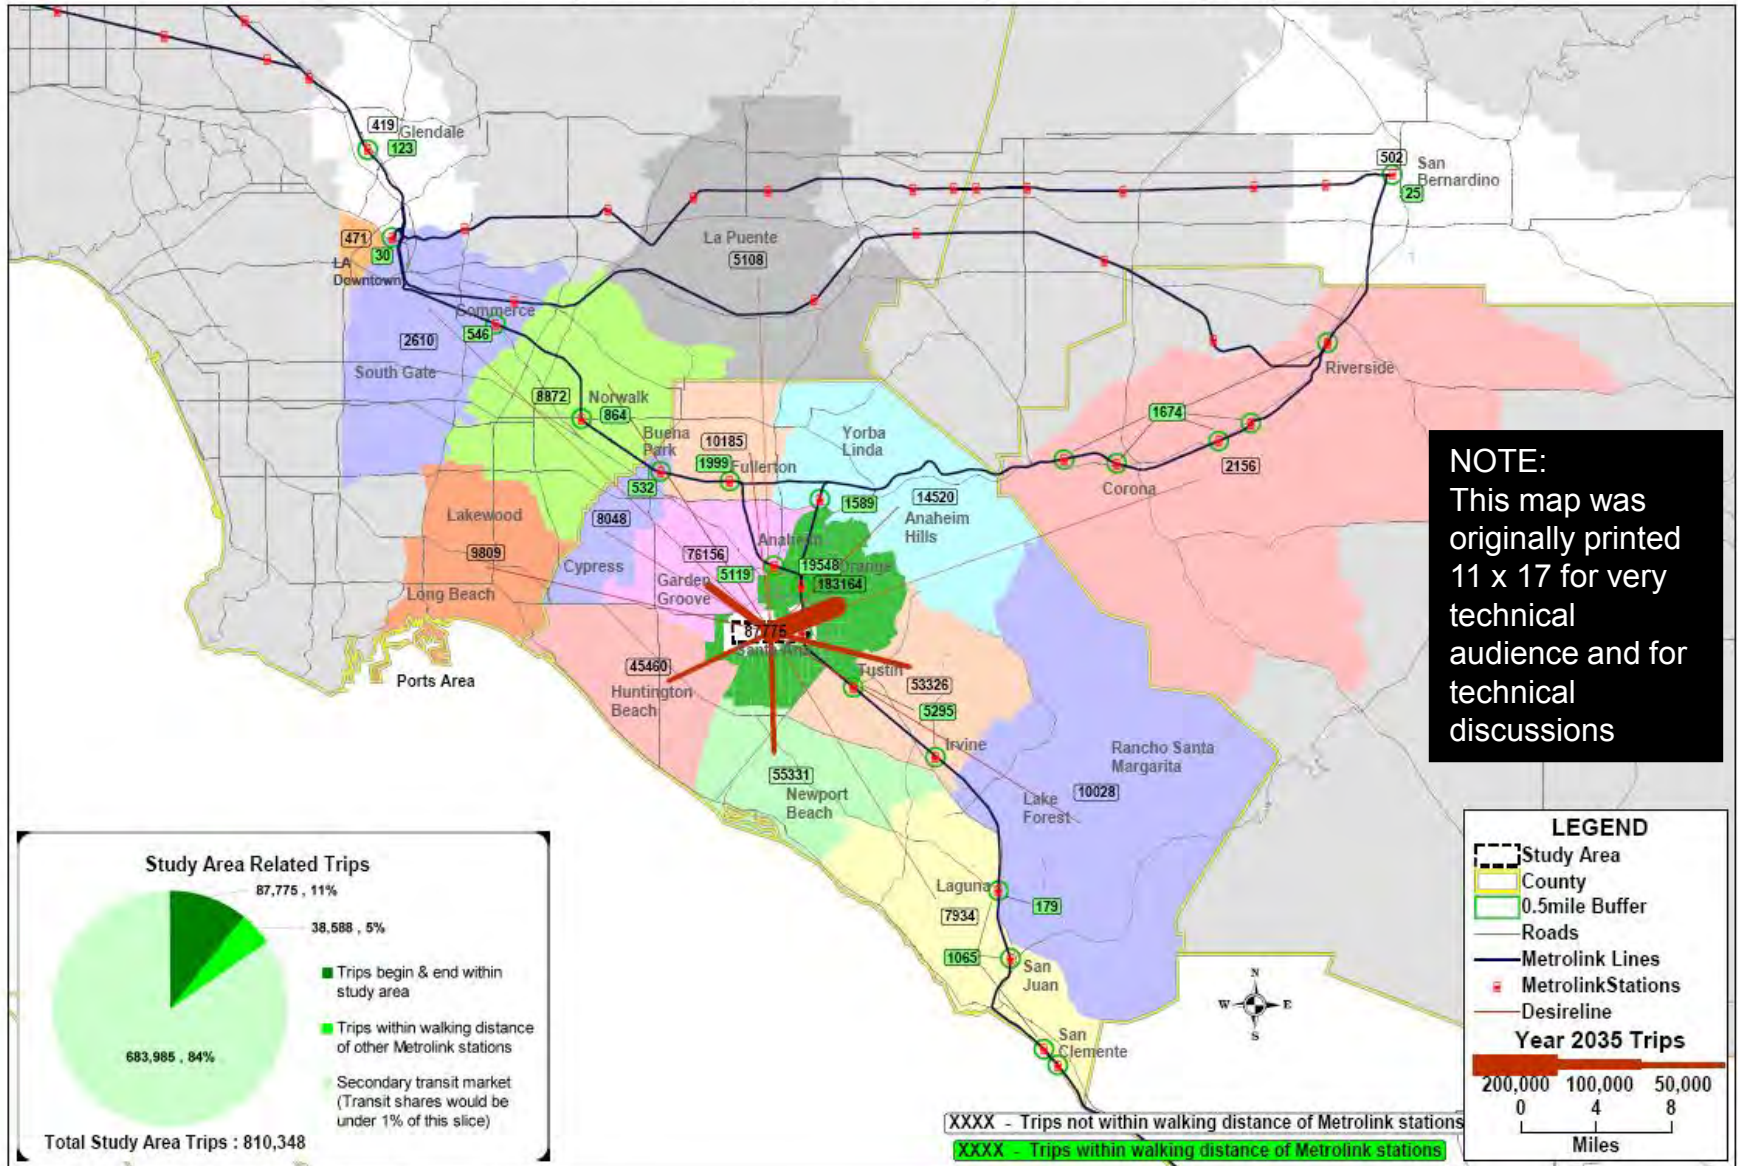 419
Glendale
123
502
San
Bernardino
25
471
30
LA
Downtown
La Puente
5108
Commerce
546
2610
South Gate
Riverside
8872
Norwalk
864
1674
Buena
Park
10185
1999
Fullerton
532
Yorba
Linda
2156
Corona
14520
1589
Anaheim
Hills
Lakewood
8048
9809
Cypress
Long Beach
76156
Anaheim
5119
19548
Orange
183164
Garden
Groove
87775
Santa Ana
Tustin
45460
Huntington
Beach
53326
5295
Ports Area
Irvine
Rancho Santa
Margarita
55331
Newport
Beach
10028
Lake
Forest
Laguna
7934
179
1065
San
Juan
San
Clemente
NOTE:
This map was
originally printed
11 x 17 for very
technical
audience and for
technical
discussions
Study Area Related Trips
87,775 , 11%
38,588 , 5%
683,985 , 84%
Trips begin & end within
study area
Trips within walking distance
of other Metrolink stations
Secondary transit market
(Transit shares would be
under 1% of this slice)
Total Study Area Trips : 810,348
N
W E
S
LEGEND
Study Area
County
0.5mile Buffer
Roads
Metrolink Lines
MetrolinkStations
Desireline
Year 2035 Trips
200,000 100,000 50,000
0 4 8
Miles
XXXX - Trips not within walking distance of Metrolink stations
XXXX - Trips within walking distance of Metrolink stations